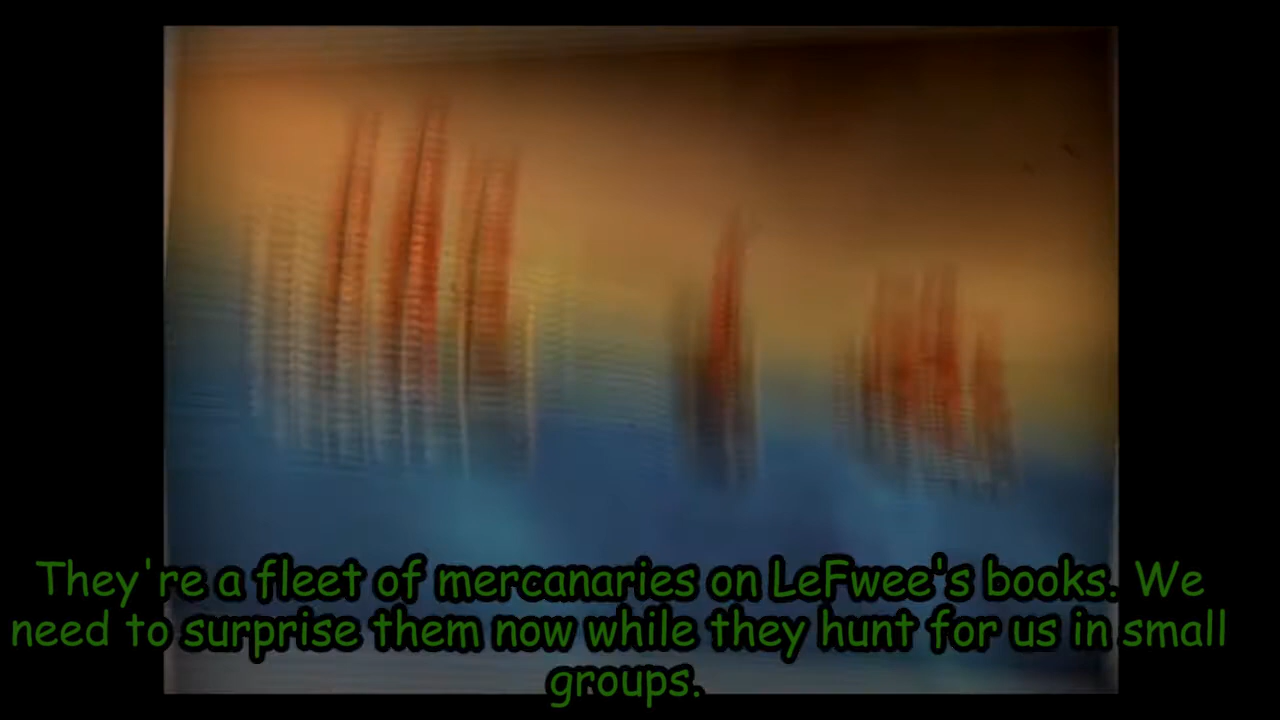 They're a fleet of mercanaries on LeFwee's books. We
need to surprise them now while they hunt for us in small
groups.